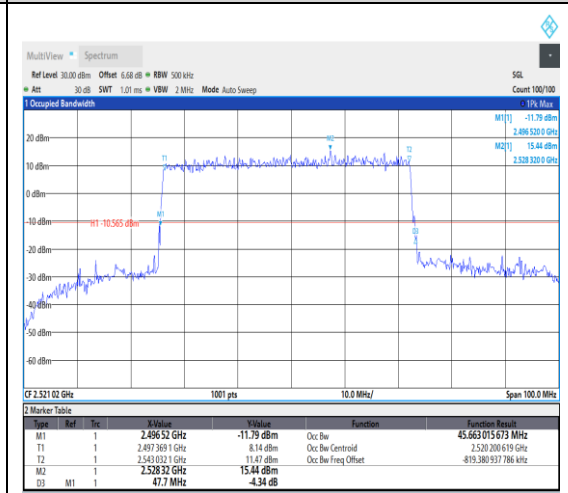 MultiView Spectrum
Ref Level 30.00 dBm Offset 6.68 dB RBW 500 kHz SGL
Att 30 dB SWT 1.01 ms VBW 2 MHz Mode Auto Sweep Count 100/100
1 Occupied Bandwidth 1Pk Max
M1[1] -11.79 dBm
2.496 520 0 GHz
M2[1] 15.44 dBm
2.528 320 0 GHz
20 dBm
M2
T2
T1
10 dBm
0 dBm
M1
-10 dBm
H1 -10.565 dBm
D3
-20 dBm
-30 dBm
-40 dBm
-50 dBm
-60 dBm
CF 2.521 02 GHz 1001 pts 10.0 MHz/ Span 100.0 MHz
2 Marker Table
Type Ref Trc X-Value Y-Value Function Function Result
M1 1 2.496 52 GHz -11.79 dBm Occ Bw 45.663 015 673 MHz
T1 1 2.497 369 1 GHz 8.14 dBm Occ Bw Centroid 2.520 200 619 GHz
T2 1 2.543 032 1 GHz 11.47 dBm Occ Bw Freq Offset -819.380 937 786 kHz
M2 1 2.528 32 GHz 15.44 dBm
D3 M1 1 47.7 MHz -4.34 dB